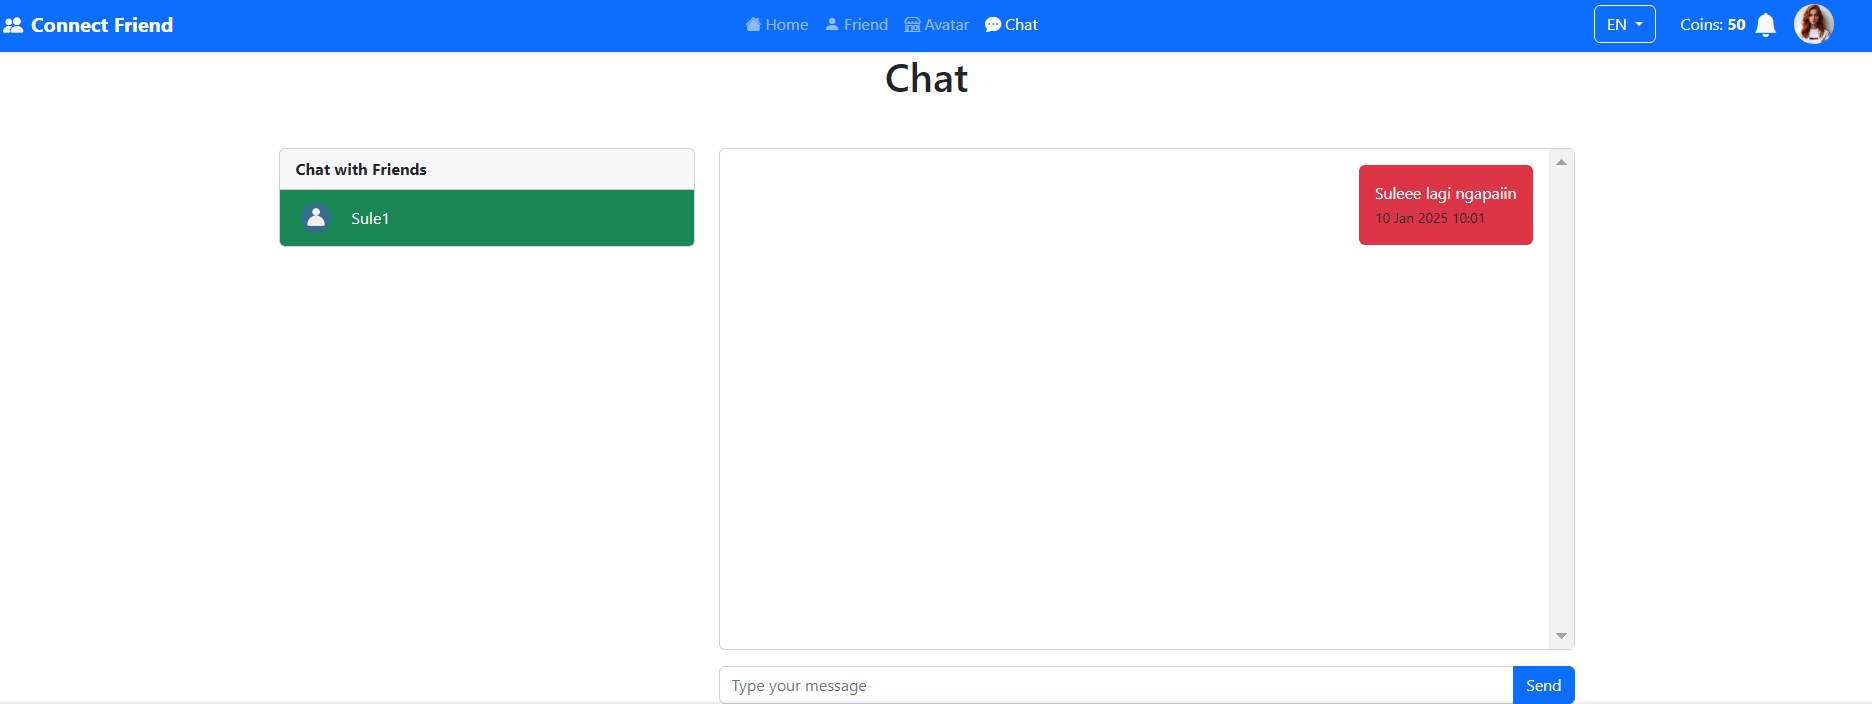 Connect Friend
Home Friend Avatar Chat
EN Coins: 50
Chat
Chat with Friends
Sule1
Suleee lagi ngapaiin
10 Jan 2025 10:01
Type your message
Send